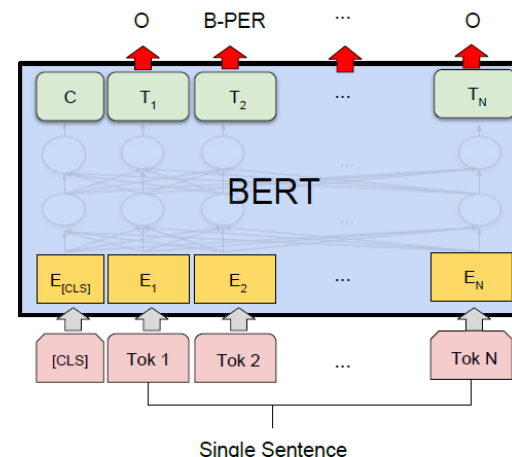 O B-PER ... O
C T1 T2 ... TN
...
BERT
...
E[CLS] E1 E2 ... EN
[CLS] Tok 1 Tok 2 ... Tok N
Single Sentence